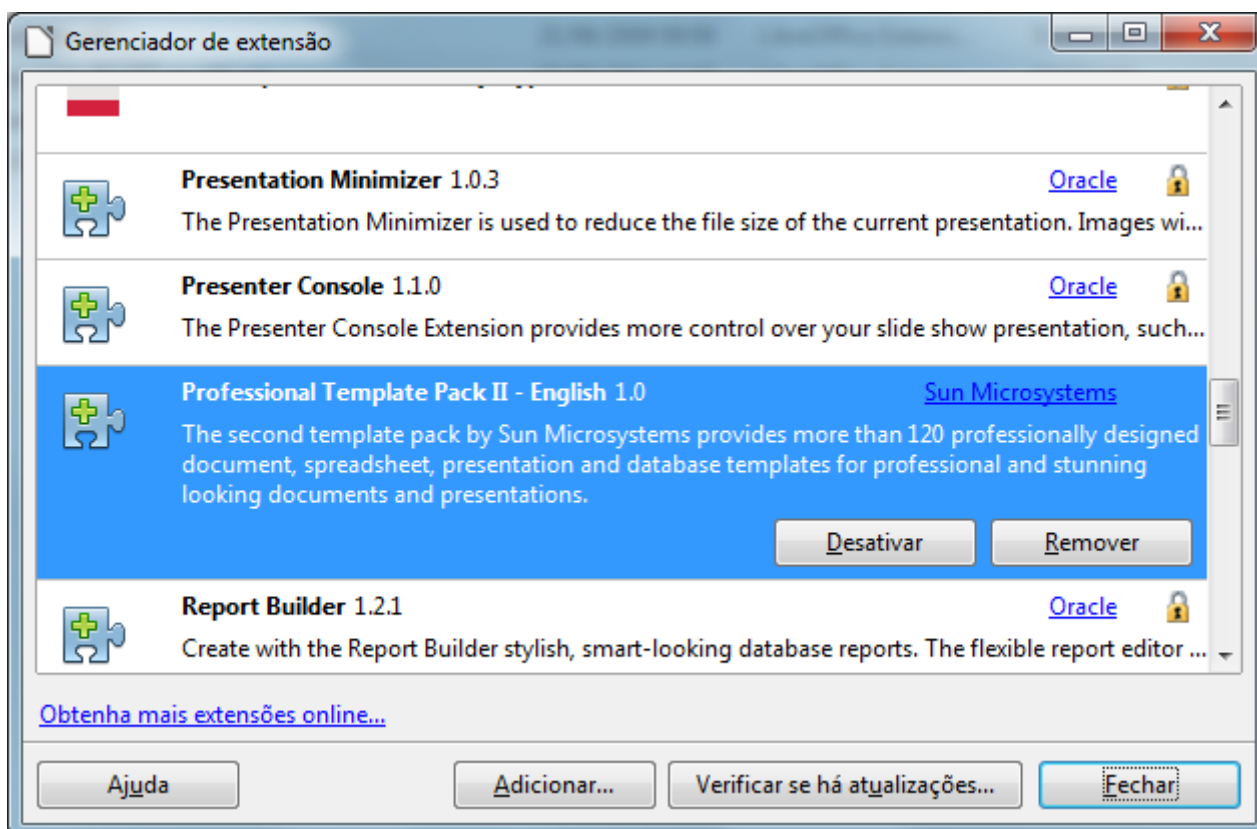 Gerenciador de extensão
Presentation Minimizer 1.0.3 Oracle
The Presentation Minimizer is used to reduce the file size of the current presentation. Images wi...
Presenter Console 1.1.0 Oracle
The Presenter Console Extension provides more control over your slide show presentation, such...
Professional Template Pack II - English 1.0 Sun Microsystems
The second template pack by Sun Microsystems provides more than 120 professionally designed
document, spreadsheet, presentation and database templates for professional and stunning
looking documents and presentations.
Desativar Remover
Report Builder 1.2.1 Oracle
Create with the Report Builder stylish, smart-looking database reports. The flexible report editor ...
Obtenha mais extensões online...
Ajuda Adicionar... Verificar se há atualizações... Fechar